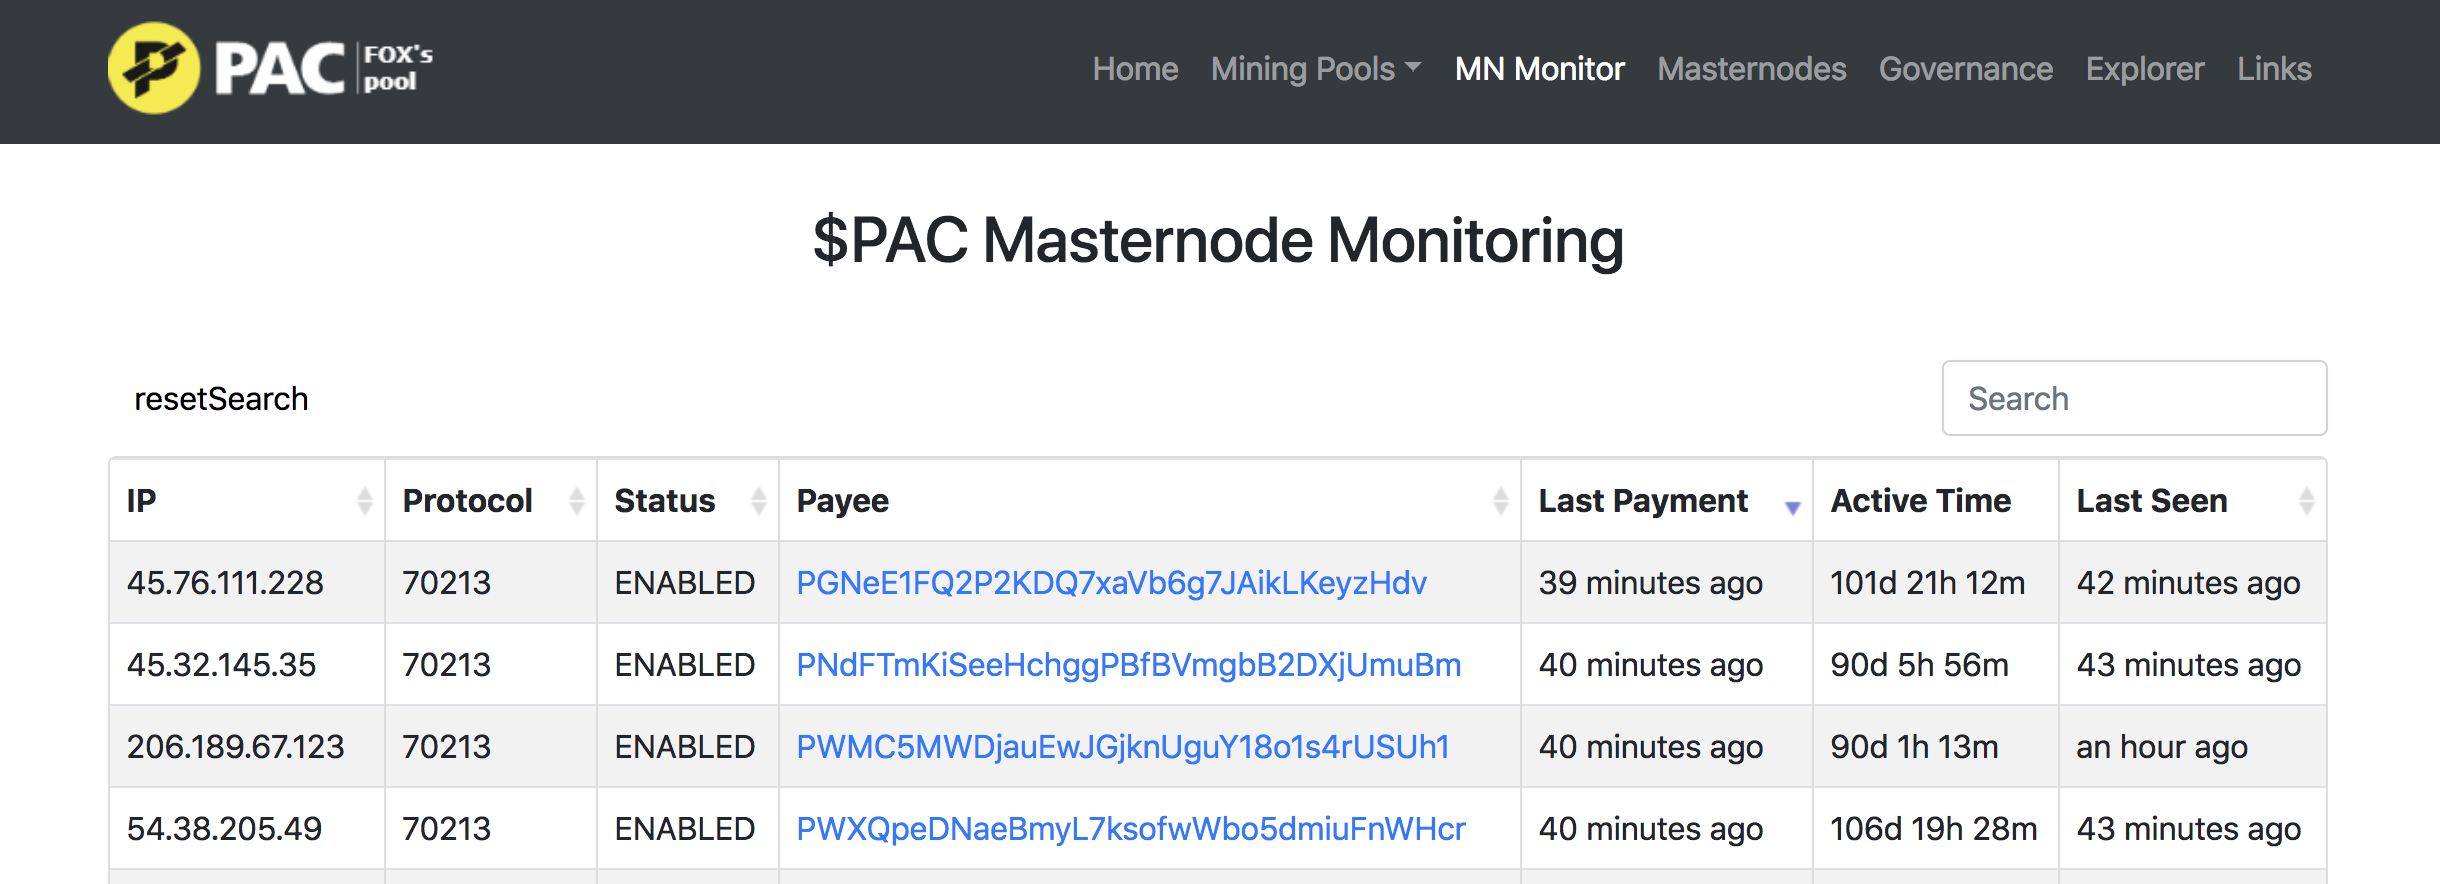 PAC FOX's pool
Home Mining Pools MN Monitor Masternodes Governance Explorer Links
$PAC Masternode Monitoring
resetSearch Search
IP Protocol Status Payee Last Payment Active Time Last Seen
45.76.111.228 70213 ENABLED PGNeE1FQ2P2KDQ7xaVb6g7JAikLKeyzHdv 39 minutes ago 101d 21h 12m 42 minutes ago
45.32.145.35 70213 ENABLED PNdFTmKiSeeHchggPBfBVmgbB2DXjUmuBm 40 minutes ago 90d 5h 56m 43 minutes ago
206.189.67.123 70213 ENABLED PWMC5MWDjauEwJGjknUguY18o1s4rUSUh1 40 minutes ago 90d 1h 13m an hour ago
54.38.205.49 70213 ENABLED PWXQpeDNaeBmyL7ksofwWbo5dmiuFnWHcr 40 minutes ago 106d 19h 28m 43 minutes ago